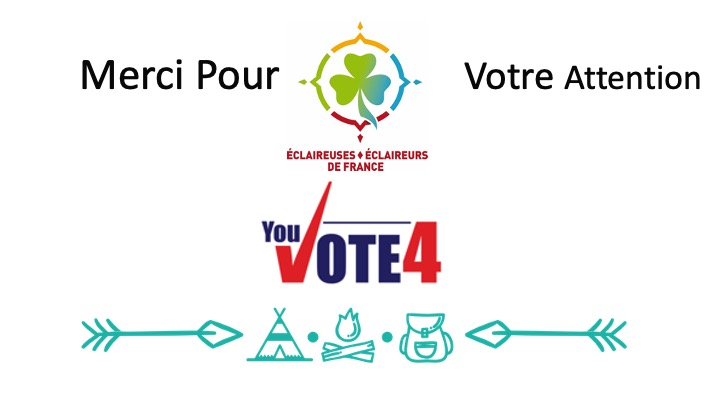 Merci Pour
Votre Attention
ÉCLAIREUSES ♦ ÉCLAIREURS
DE FRANCE
You
VOTE4